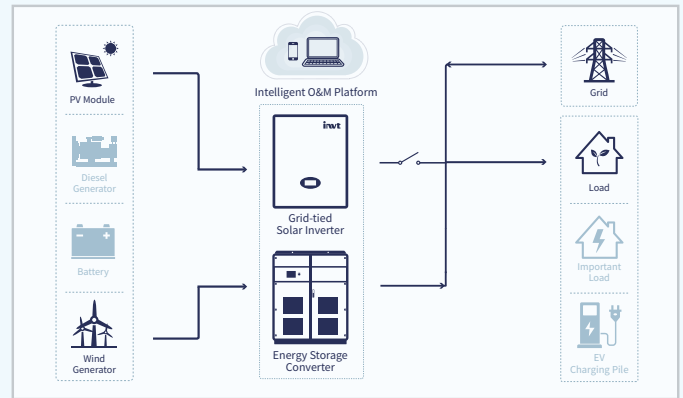 Intelligent O&M Platform
PV Module
Diesel
Generator
Battery
Wind
Generator
invt
Grid-tied
Solar Inverter
Energy Storage
Converter
Grid
Load
Important
Load
EV
Charging Pile